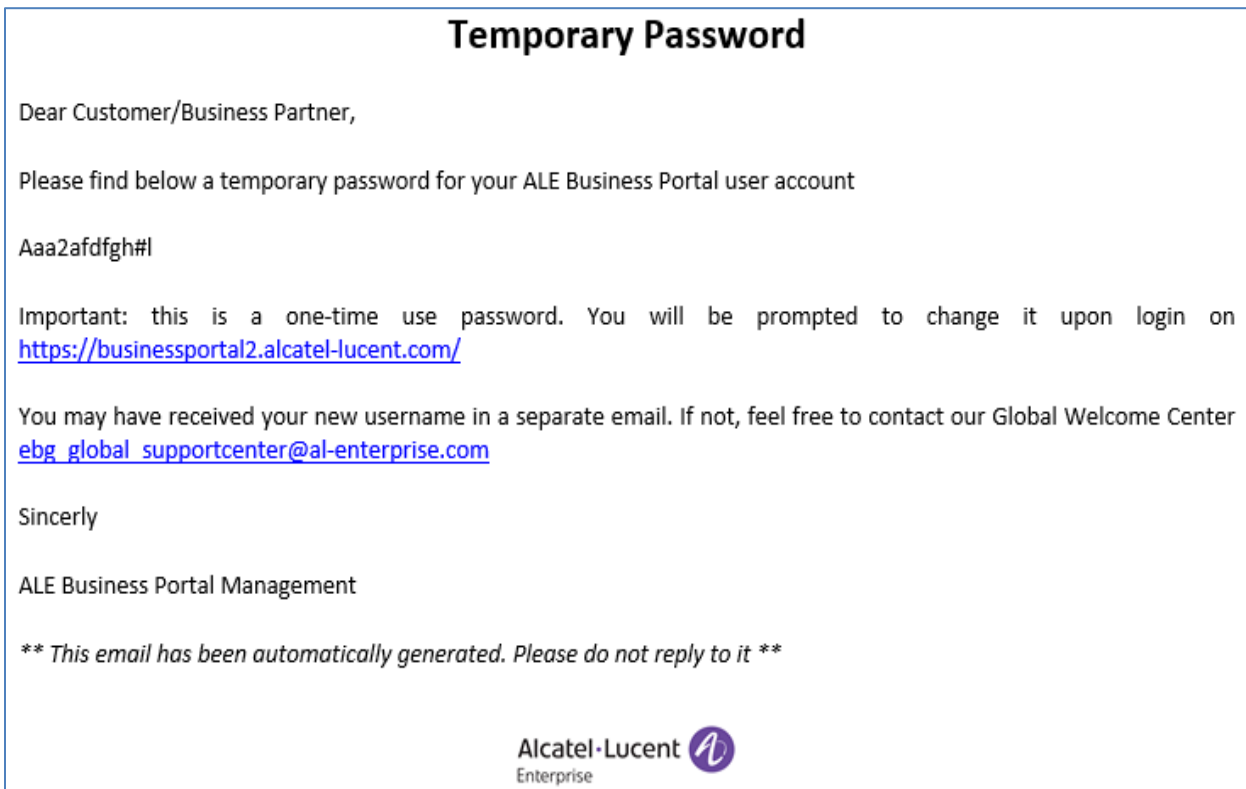 Temporary Password
Dear Customer/Business Partner,
Please find below a temporary password for your ALE Business Portal user account
Aaa2afdfgh#l
Important: this is a one-time use password. You will be prompted to change it upon login on
https://businessportal2.alcatel-lucent.com/
You may have received your new username in a separate email. If not, feel free to contact our Global Welcome Center
ebg_global_supportcenter@al-enterprise.com
Sincerly
ALE Business Portal Management
** This email has been automatically generated. Please do not reply to it **
Alcatel·Lucent
Enterprise